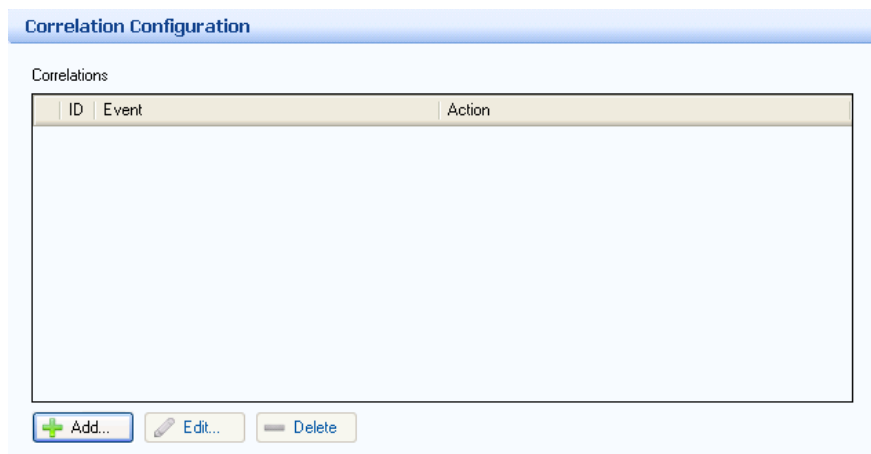 Correlation Configuration
Correlations
ID Event Action
Add... Edit... Delete